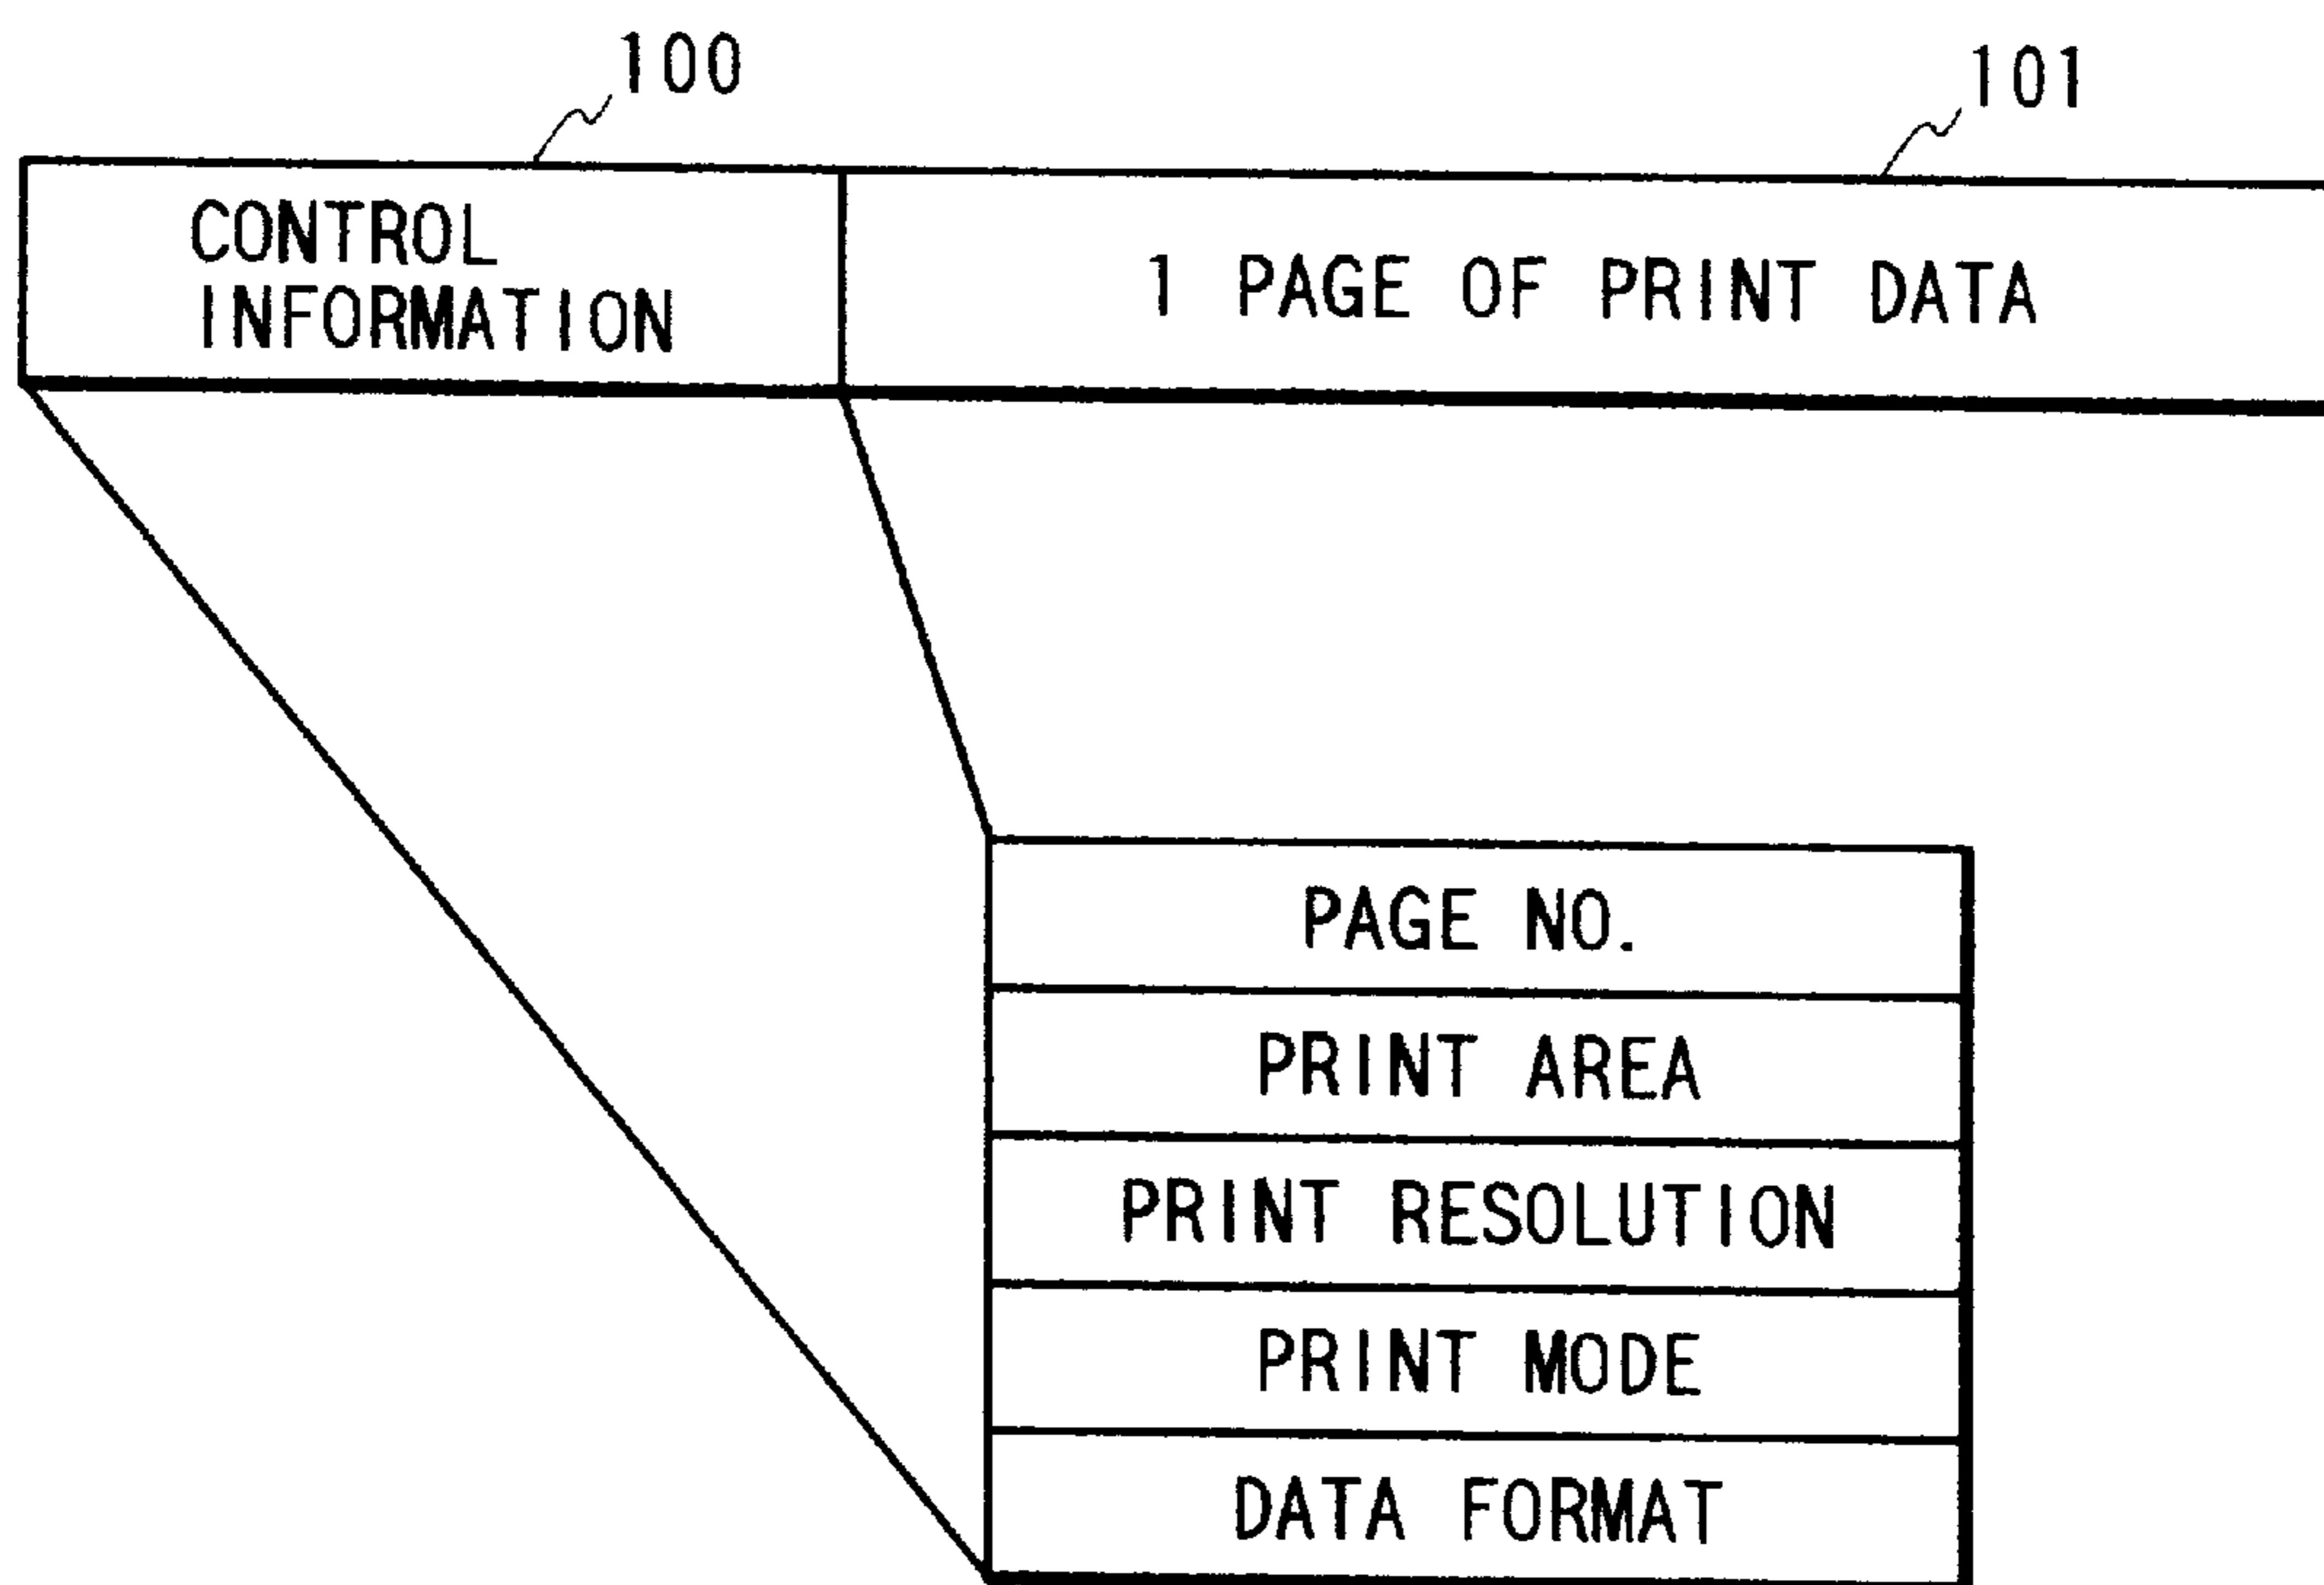 100
101
CONTROL
INFORMATION
1 PAGE OF PRINT DATA
PAGE NO.
PRINT AREA
PRINT RESOLUTION
PRINT MODE
DATA FORMAT